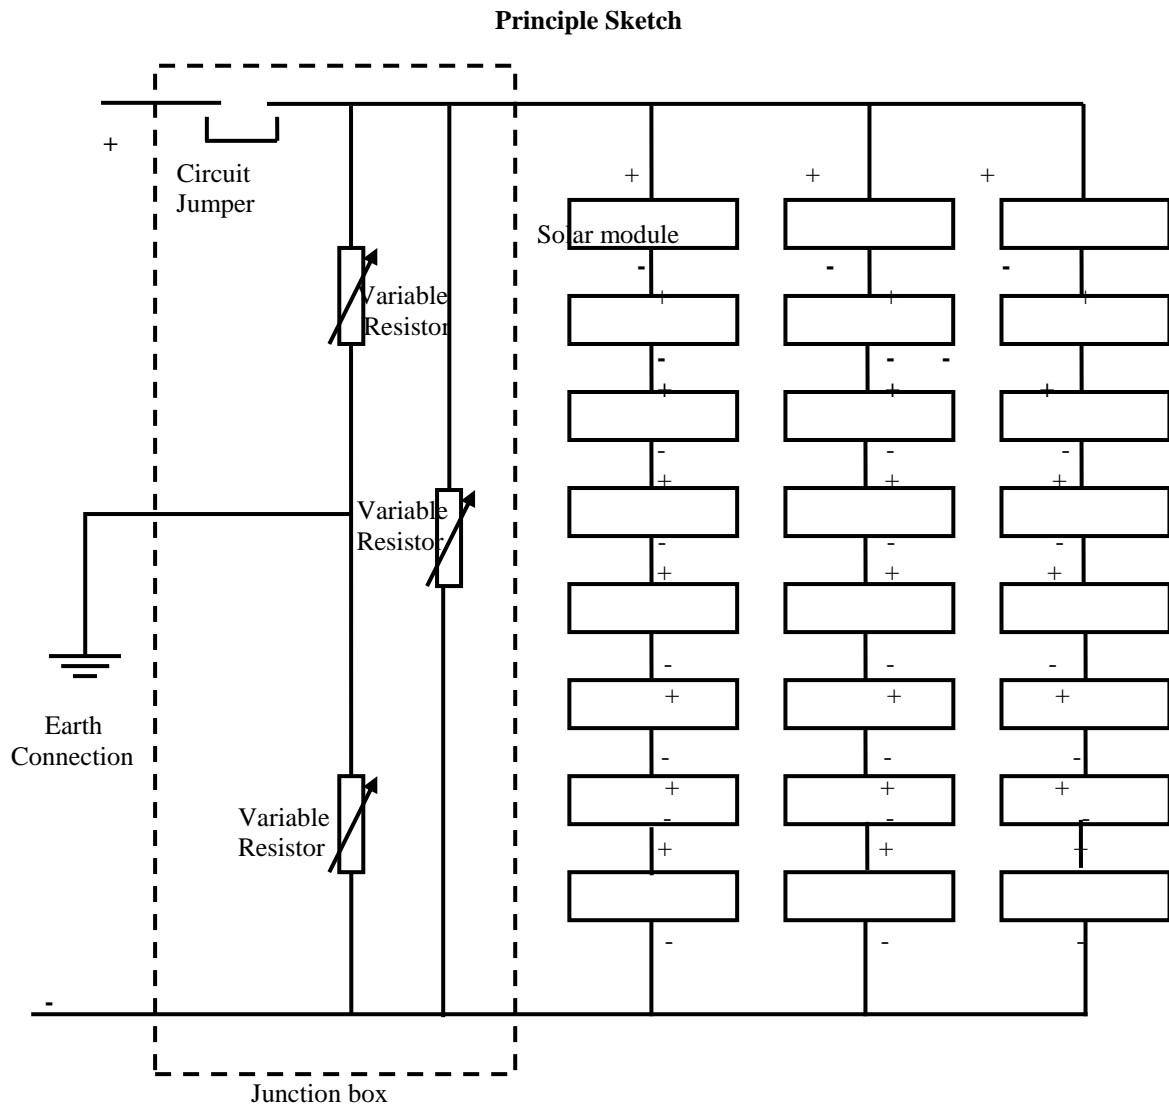 Principle Sketch
+
Circuit
Jumper
+ + +
Solar module
- - -
+ + +
Variable
Resistor
- - -
+ + +
- - -
+ + +
Variable
Resistor
- - -
+ + +
- - -
+ + +
Earth
Connection
- - -
+ + +
Variable
Resistor
- - -
+ + +
- - -
-
Junction box